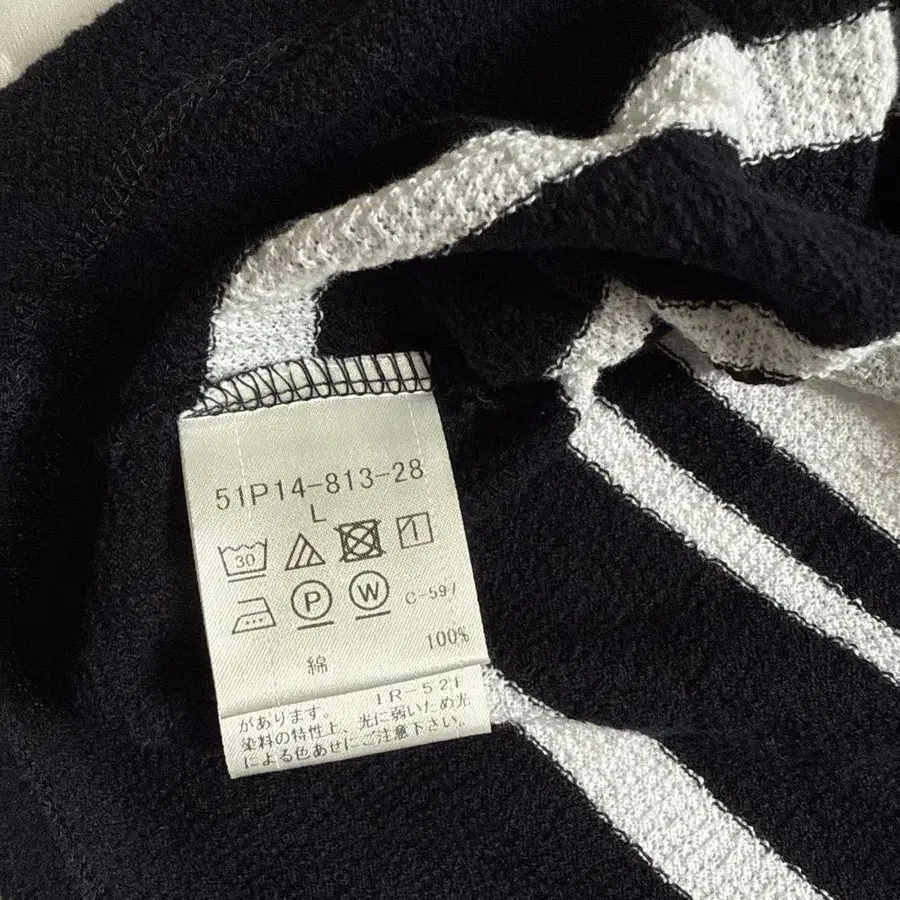 51P14-813-28
L
30
P W C-597
綿 100%
IR-52F
があります。
染料の特性上、光に弱いため光
による色あせにご注意下さい。